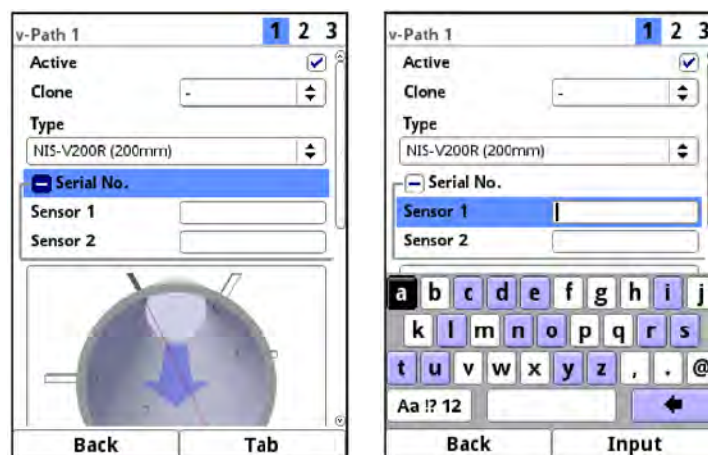 v-Path 1 1 2 3
Active
Clone -
Type
NIS-V200R (200mm)
Serial No.
Sensor 1
Sensor 2
Back Tab
v-Path 1 1 2 3
Active
Clone -
Type
NIS-V200R (200mm)
Serial No.
Sensor 1
Sensor 2
a b c d e f g h i j
k l m n o p q r s
t u v w x y z , . @
Aa !? 12
Back Input